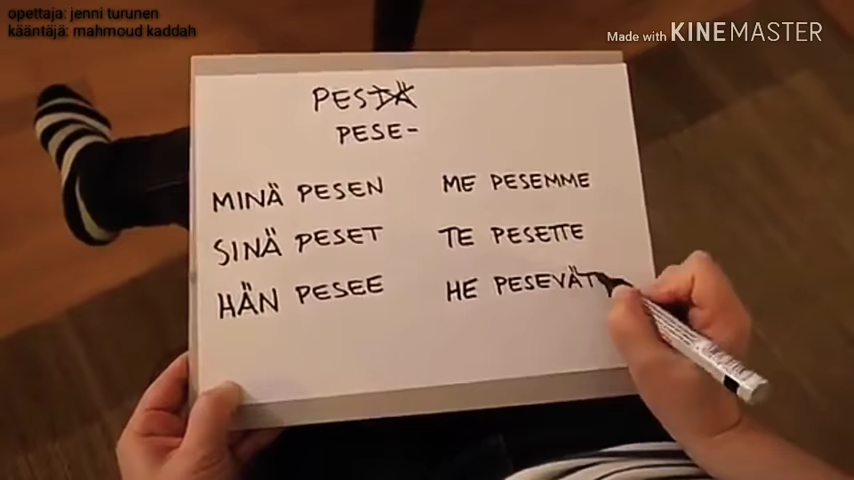 opettaja: jenni turunen
kääntäjä: mahmoud kaddah
Made with KINEMASTER
PESTÄ
PESE-
MINÄ PESEN
SINÄ PESET
HÄN PESEE
ME PESEMME
TE PESETTE
HE PESEVÄT